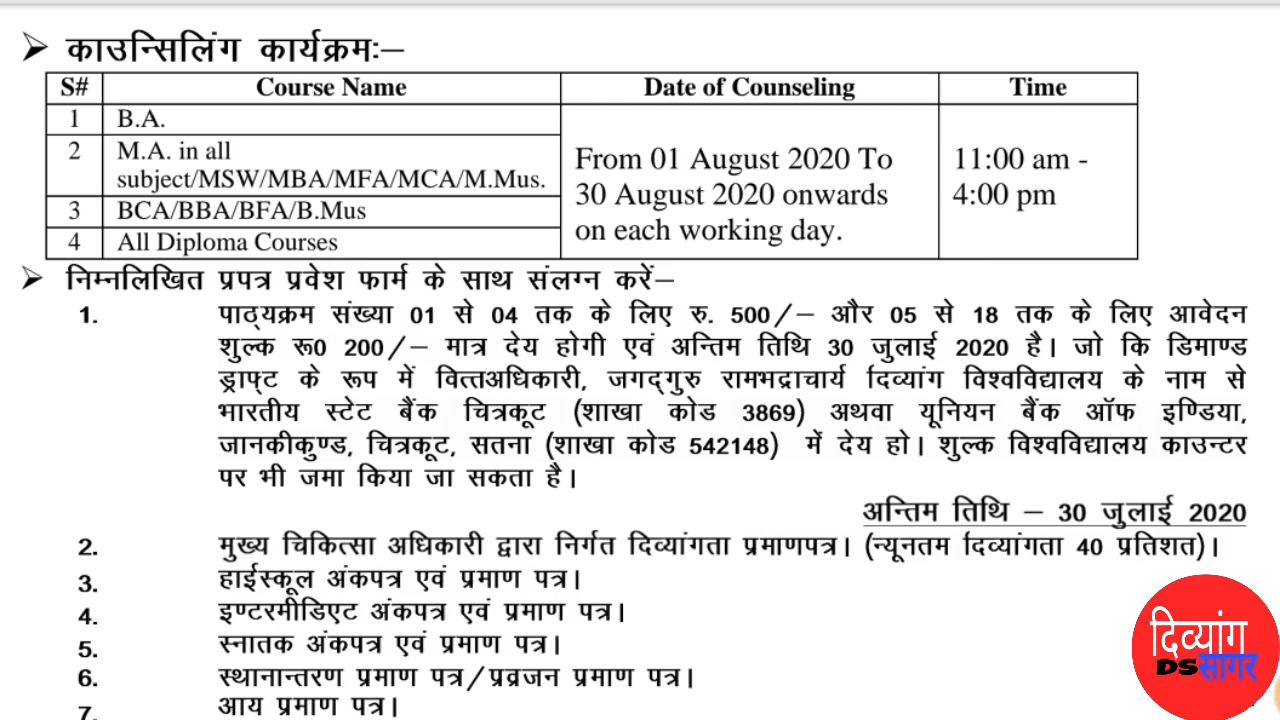 ➢ काउन्सिलिंग कार्यक्रमः–
S# Course Name Date of Counseling Time
1 B.A.
2 M.A. in all
subject/MSW/MBA/MFA/MCA/M.Mus.
3 BCA/BBA/BFA/B.Mus
4 All Diploma Courses
From 01 August 2020 To
30 August 2020 onwards
on each working day.
11:00 am -
4:00 pm
➢ निम्नलिखित प्रपत्र प्रवेश फार्म के साथ संलग्न करें–
1. पाठ्यक्रम संख्या 01 से 04 तक के लिए रु. 500/– और 05 से 18 तक के लिए आवेदन
शुल्क रू0 200/– मात्र देय होगी एवं अन्तिम तिथि 30 जुलाई 2020 है। जो कि डिमाण्ड
ड्राफ्ट के रूप में वित्तअधिकारी, जगद्गुरु रामभद्राचार्य दिव्यांग विश्वविद्यालय के नाम से
भारतीय स्टेट बैंक चित्रकूट (शाखा कोड 3869) अथवा यूनियन बैंक ऑफ इण्डिया,
जानकीकुण्ड, चित्रकूट, सतना (शाखा कोड 542148) में देय हो। शुल्क विश्वविद्यालय काउन्टर
पर भी जमा किया जा सकता है।
अन्तिम तिथि – 30 जुलाई 2020
2. मुख्य चिकित्सा अधिकारी द्वारा निर्गत दिव्यांगता प्रमाणपत्र। (न्यूनतम दिव्यांगता 40 प्रतिशत)।
3. हाईस्कूल अंकपत्र एवं प्रमाण पत्र।
4. इण्टरमीडिएट अंकपत्र एवं प्रमाण पत्र।
5. स्नातक अंकपत्र एवं प्रमाण पत्र।
6. स्थानान्तरण प्रमाण पत्र/प्रव्रजन प्रमाण पत्र।
7. आय प्रमाण पत्र।
दिव्यांग
DSसागर